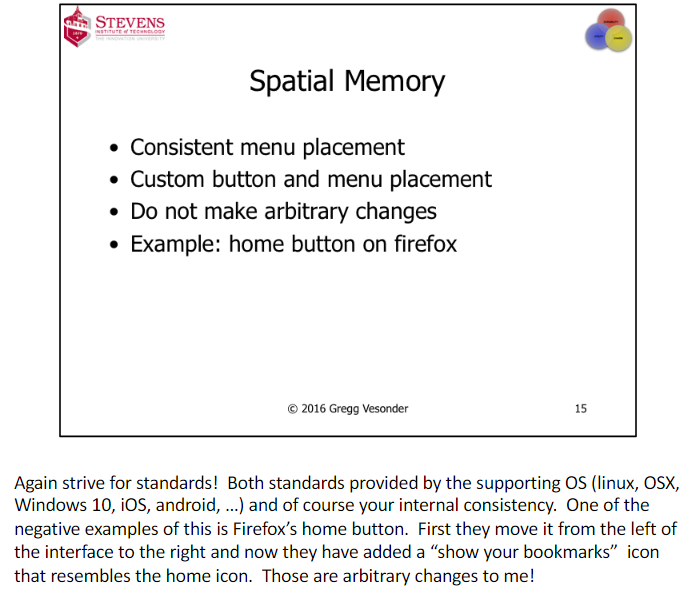 STEVENS
INSTITUTE of TECHNOLOGY
THE INNOVATION UNIVERSITY
1870
Spatial Memory
• Consistent menu placement
• Custom button and menu placement
• Do not make arbitrary changes
• Example: home button on firefox
© 2016 Gregg Vesonder
15
Again strive for standards!  Both standards provided by the supporting OS (linux, OSX,
Windows 10, iOS, android, …) and of course your internal consistency.  One of the
negative examples of this is Firefox’s home button.  First they move it from the left of
the interface to the right and now they have added a “show your bookmarks”  icon
that resembles the home icon.  Those are arbitrary changes to me!